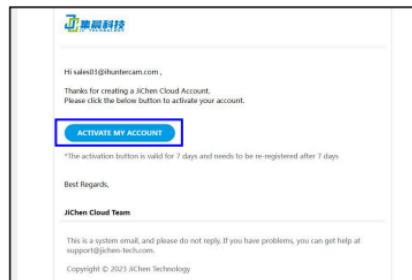 集晨科技
Hi sales03@ihuntercam.com ,
Thanks for creating a JiChen Cloud Account.
Please click the below button to activate your account.
ACTIVATE MY ACCOUNT
*The activation button is valid for 7 days and needs to be re-registered after 7 days
Best Regards,
JiChen Cloud Team
This is a system email, and please do not reply. If you have problems, you can get help at
support@jichen-tech.com.
Copyright © 2023 JiChen Technology